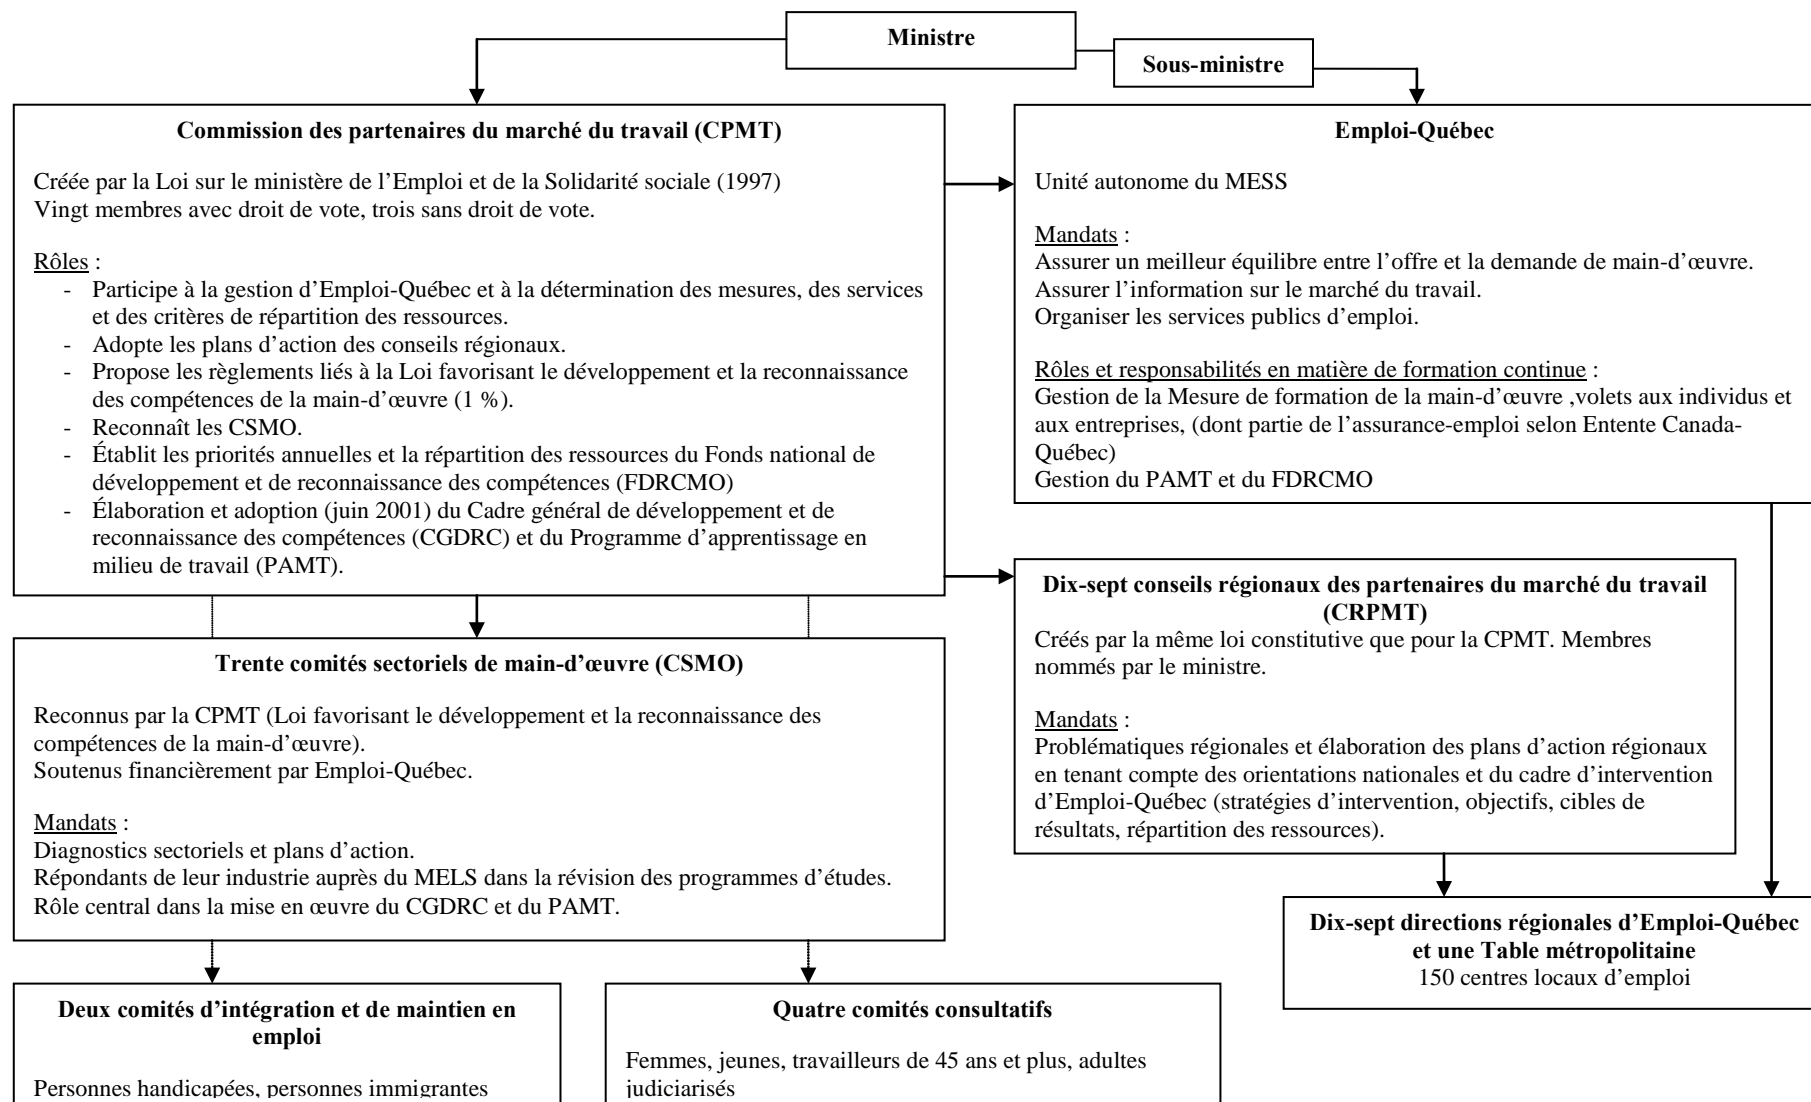 Ministre
Sous-ministre
Commission des partenaires du marché du travail (CPMT)
Créée par la Loi sur le ministère de l’Emploi et de la Solidarité sociale (1997)
Vingt membres avec droit de vote, trois sans droit de vote.
Rôles :
- Participe à la gestion d’Emploi-Québec et à la détermination des mesures, des services
et des critères de répartition des ressources.
- Adopte les plans d’action des conseils régionaux.
- Propose les règlements liés à la Loi favorisant le développement et la reconnaissance
des compétences de la main-d’œuvre (1 %).
- Reconnaît les CSMO.
- Établit les priorités annuelles et la répartition des ressources du Fonds national de
développement et de reconnaissance des compétences (FDRCMO)
- Élaboration et adoption (juin 2001) du Cadre général de développement et de
reconnaissance des compétences (CGDRC) et du Programme d’apprentissage en
milieu de travail (PAMT).
Emploi-Québec
Unité autonome du MESS
Mandats :
Assurer un meilleur équilibre entre l’offre et la demande de main-d’œuvre.
Assurer l’information sur le marché du travail.
Organiser les services publics d’emploi.
Rôles et responsabilités en matière de formation continue :
Gestion de la Mesure de formation de la main-d’œuvre ,volets aux individus et
aux entreprises, (dont partie de l’assurance-emploi selon Entente Canada-
Québec)
Gestion du PAMT et du FDRCMO
Dix-sept conseils régionaux des partenaires du marché du travail
(CRPMT)
Créés par la même loi constitutive que pour la CPMT. Membres
nommés par le ministre.
Mandats :
Problématiques régionales et élaboration des plans d’action régionaux
en tenant compte des orientations nationales et du cadre d’intervention
d’Emploi-Québec (stratégies d’intervention, objectifs, cibles de
résultats, répartition des ressources).
Trente comités sectoriels de main-d’œuvre (CSMO)
Reconnus par la CPMT (Loi favorisant le développement et la reconnaissance des
compétences de la main-d’œuvre).
Soutenus financièrement par Emploi-Québec.
Mandats :
Diagnostics sectoriels et plans d’action.
Répondants de leur industrie auprès du MELS dans la révision des programmes d’études.
Rôle central dans la mise en œuvre du CGDRC et du PAMT.
Dix-sept directions régionales d’Emploi-Québec
et une Table métropolitaine
150 centres locaux d’emploi
Deux comités d’intégration et de maintien en
emploi
Personnes handicapées, personnes immigrantes
Quatre comités consultatifs
Femmes, jeunes, travailleurs de 45 ans et plus, adultes
judiciarisés